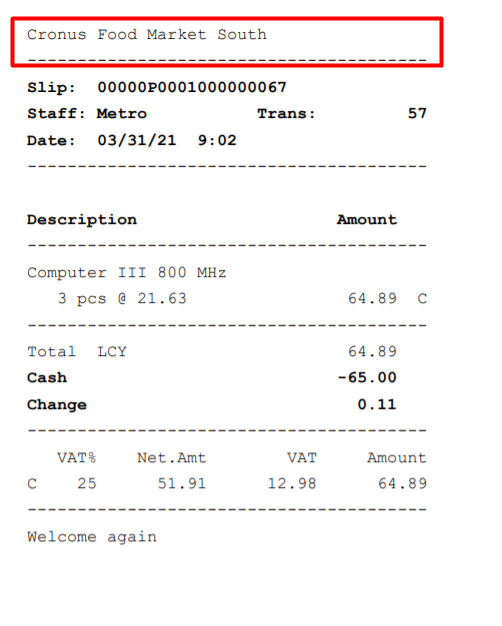 Cronus Food Market South
----------------------------------------
Slip: 00000P0001000000067
Staff: Metro Trans: 57
Date: 03/31/21 9:02
----------------------------------------
Description Amount
----------------------------------------
Computer III 800 MHz
3 pcs @ 21.63 64.89 C
----------------------------------------
Total LCY 64.89
Cash -65.00
Change 0.11
----------------------------------------
VAT% Net.Amt VAT Amount
C 25 51.91 12.98 64.89
----------------------------------------
Welcome again